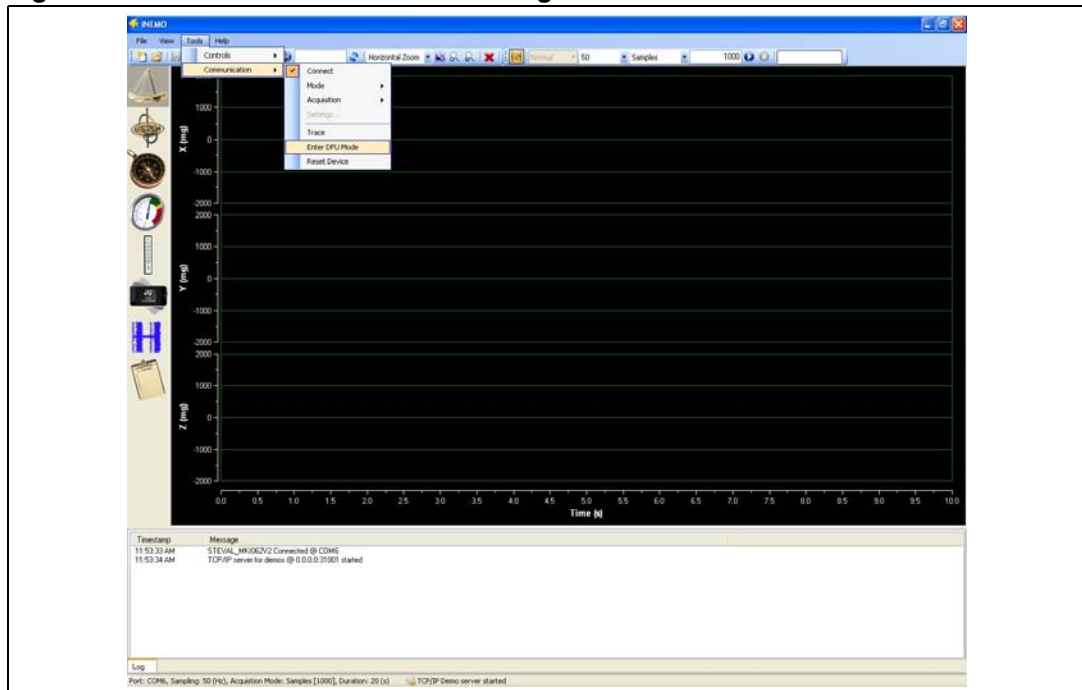 iNEMO
File View Tools Help
Horizontal Zoom Normal 50 Samples 1000
Controls
Communication
Connect
Mode
Acquisition
Settings...
Trace
Enter DFU Mode
Reset Device
X (mg)
1000
0
-1000
-2000
Y (mg)
2000
1000
0
-1000
-2000
Z (mg)
2000
1000
0
-1000
-2000
0.0 0.5 1.0 1.5 2.0 2.5 3.0 3.5 4.0 4.5 5.0 5.5 6.0 6.5 7.0 7.5 8.0 8.5 9.0 9.5 10.0
Time (s)
Timestamp Message
11:53:33 AM STEVAL_MKI062V2 Connected @ COM6
11:53:34 AM TCP/IP server for demos @ 0.0.0.0:31001 started
Log
Port: COM6, Sampling: 50 (Hz), Acquistion Mode: Samples [1000], Duration: 20 (s) TCP/IP Demo server started